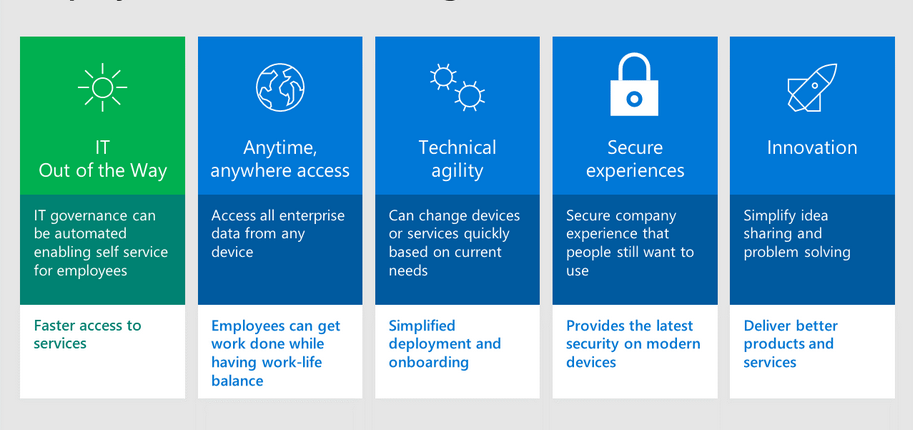 IT
Out of the Way
IT governance can
be automated
enabling self service
for employees
Faster access to
services
Anytime,
anywhere access
Access all enterprise
data from any
device
Employees can get
work done while
having work-life
balance
Technical
agility
Can change devices
or services quickly
based on current
needs
Simplified
deployment and
onboarding
Secure
experiences
Secure company
experience that
people still want to
use
Provides the latest
security on modern
devices
Innovation
Simplify idea
sharing and
problem solving
Deliver better
products and
services